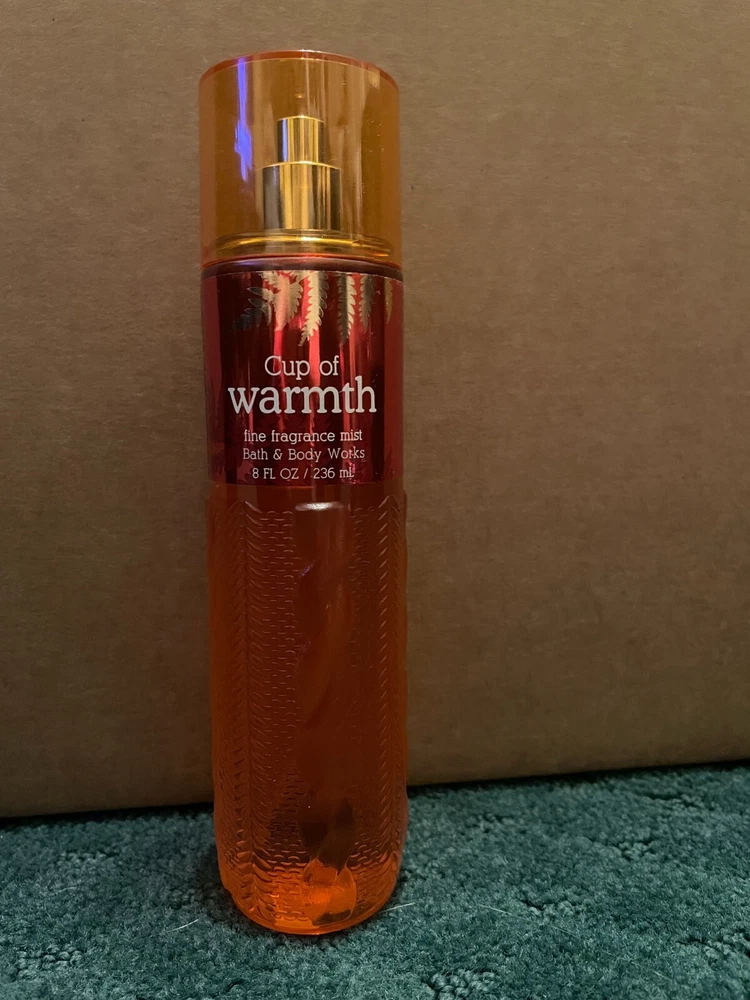 Cup of
warmth
fine fragrance mist
Bath & Body Works
8 FL OZ / 236 mL